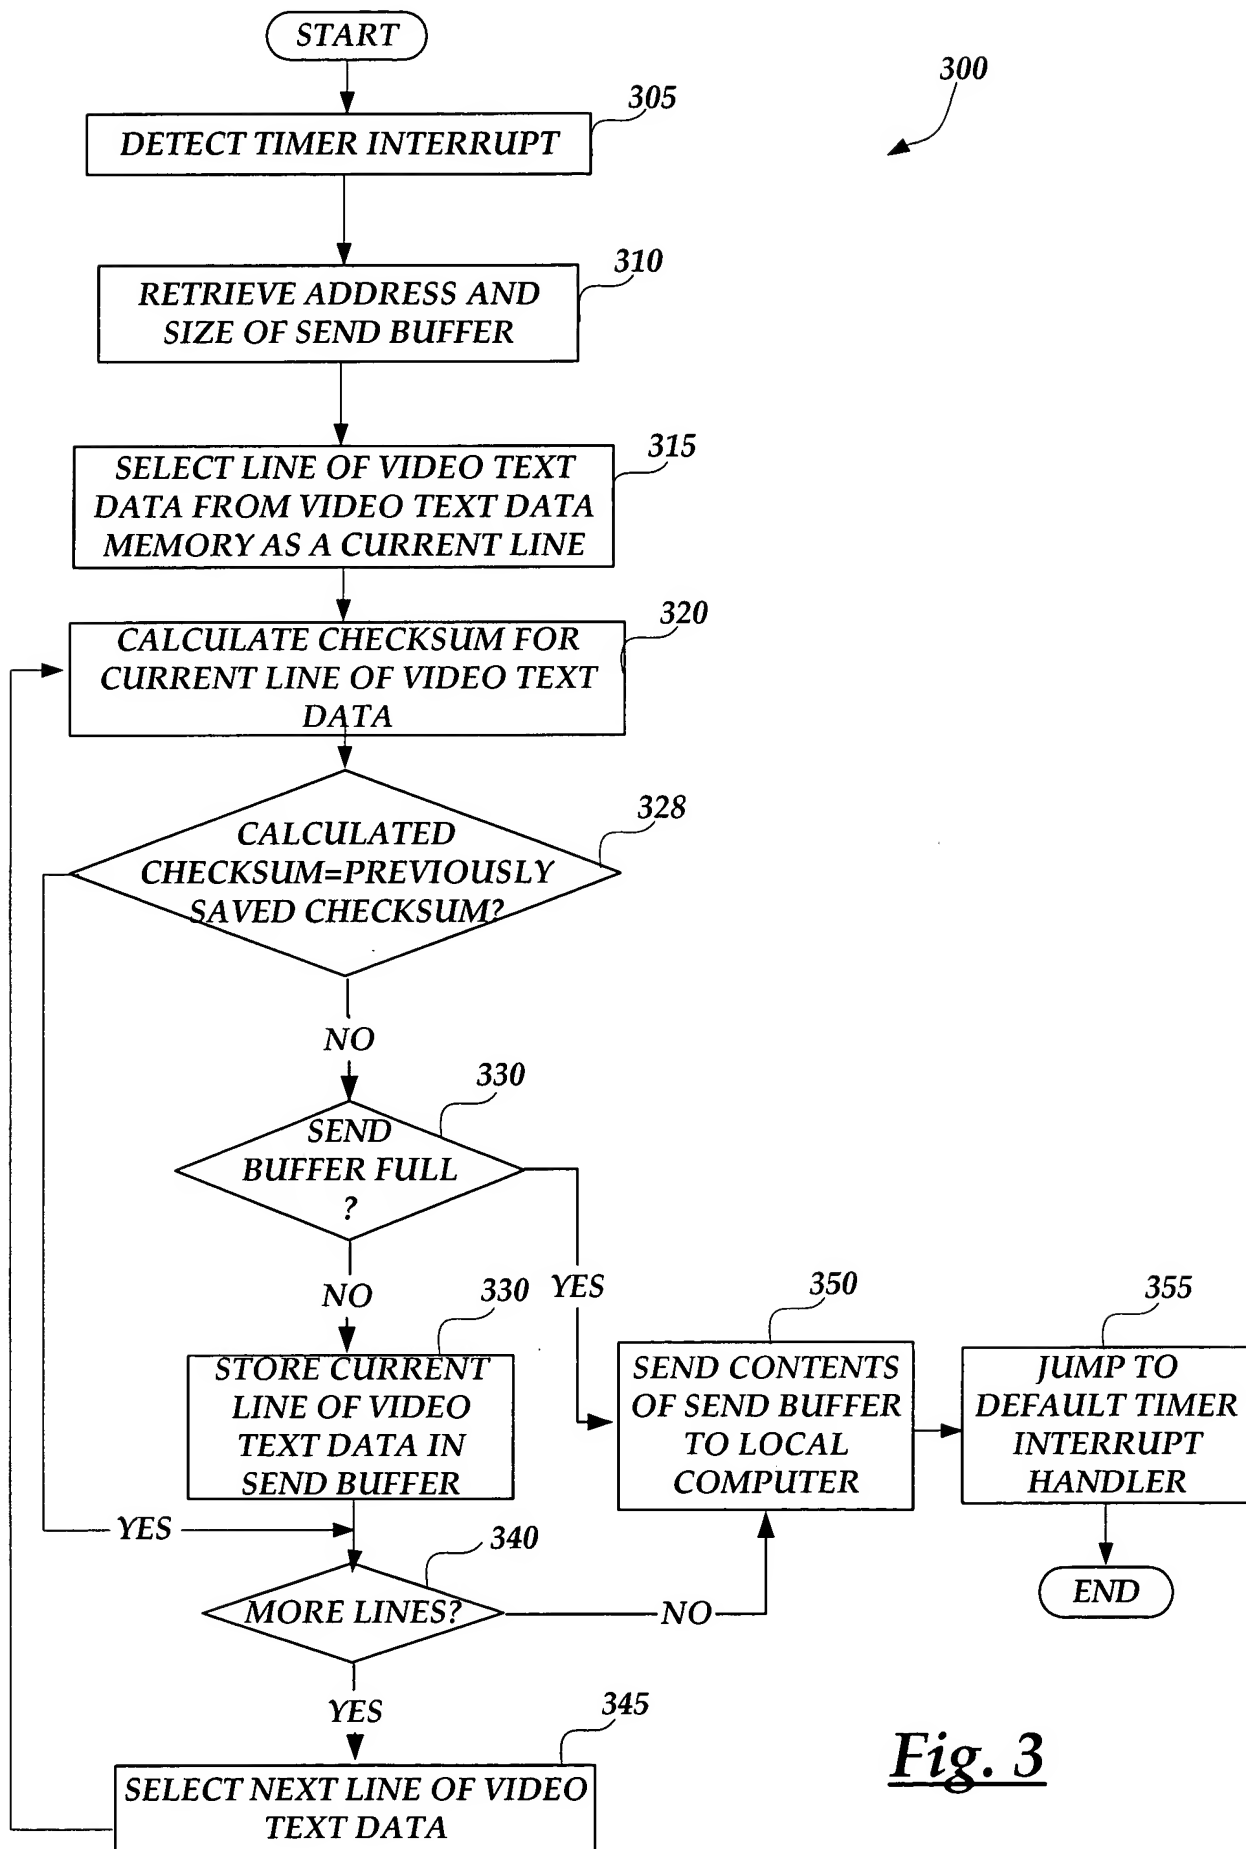 START
300
305
DETECT TIMER INTERRUPT
310
RETRIEVE ADDRESS AND
SIZE OF SEND BUFFER
315
SELECT LINE OF VIDEO TEXT
DATA FROM VIDEO TEXT DATA
MEMORY AS A CURRENT LINE
320
CALCULATE CHECKSUM FOR
CURRENT LINE OF VIDEO TEXT
DATA
328
CALCULATED
CHECKSUM=PREVIOUSLY
SAVED CHECKSUM?
NO
330
SEND
BUFFER FULL
?
NO
YES
330
STORE CURRENT
LINE OF VIDEO
TEXT DATA IN
SEND BUFFER
350
SEND CONTENTS
OF SEND BUFFER
TO LOCAL
COMPUTER
355
JUMP TO
DEFAULT TIMER
INTERRUPT
HANDLER
YES
340
MORE LINES?
NO
END
YES
345
SELECT NEXT LINE OF VIDEO
TEXT DATA
Fig. 3